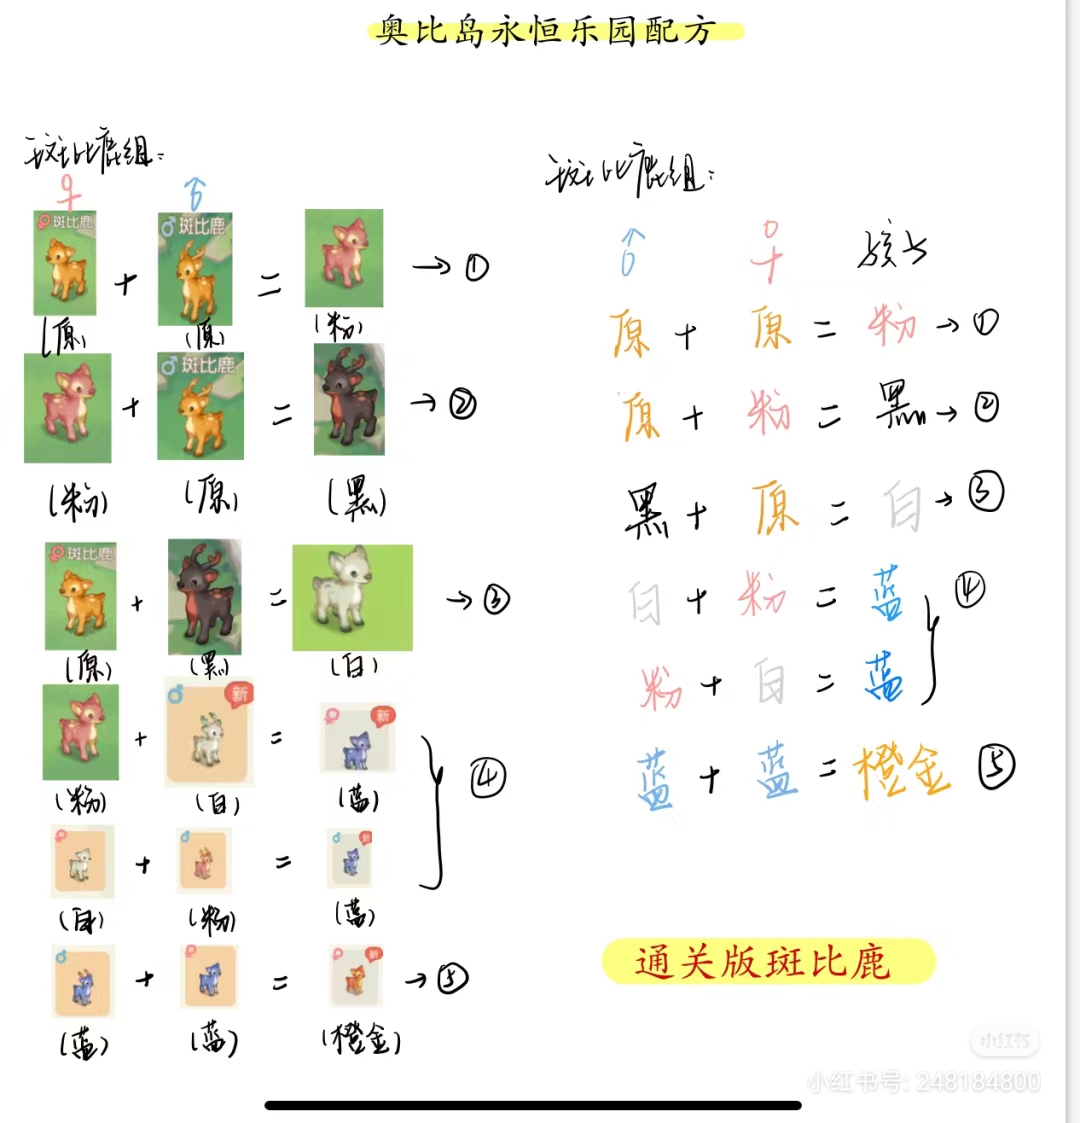 奥比岛永恒乐园配方
斑比鹿组:
♀ ♂
♀斑比鹿 + ♂斑比鹿 = → ①
(原) (原) (粉)
+ ♂斑比鹿 = → ②
(粉) (原) (黑)
♀斑比鹿 + = → ③
(原) (黑) (白)
+ ♂ 新 = ♀ 新
(粉) (白) (蓝)
④
♀ + ♂ = ♂ 新
(白) (粉) (蓝)
♂ + ♀ = 新 → ⑤
(蓝) (蓝) (橙金)
斑比鹿组:
♂ ♀ 孩子
原 + 原 = 粉 → ①
原 + 粉 = 黑 → ②
黑 + 原 = 白 → ③
白 + 粉 = 蓝
④
粉 + 白 = 蓝
蓝 + 蓝 = 橙金 ⑤
通关版斑比鹿
小红书
小红书号: 248184800